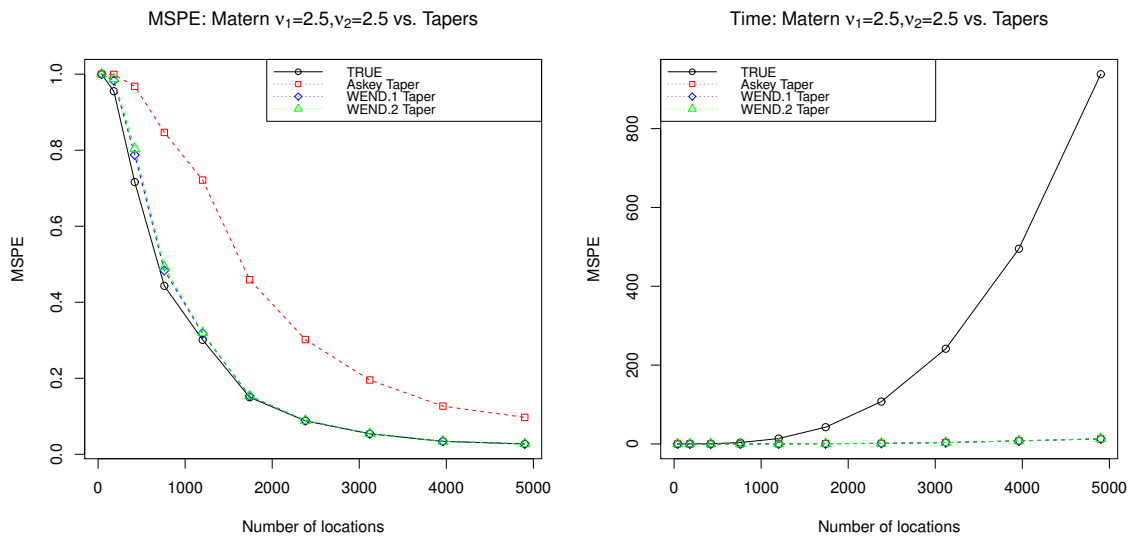 MSPE: Matern ν1=2.5,ν2=2.5 vs. Tapers
TRUE
Askey Taper
WEND.1 Taper
WEND.2 Taper
MSPE
1.0
0.8
0.6
0.4
0.2
0.0
0 1000 2000 3000 4000 5000
Number of locations
Time: Matern ν1=2.5,ν2=2.5 vs. Tapers
TRUE
Askey Taper
WEND.1 Taper
WEND.2 Taper
MSPE
800
600
400
200
0
0 1000 2000 3000 4000 5000
Number of locations